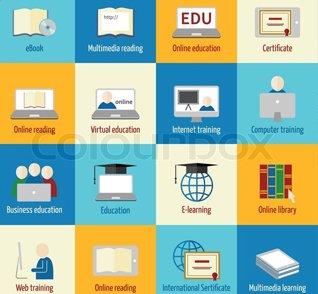 http://
EDU
eBook
Multimedia reading
Online education
Certificate
online
Online reading
Virtual education
Internet training
Computer training
Colourbox
Business education
Education
E-learning
Online library
Web training
Online reading
International Sertificate
Multimedia learning